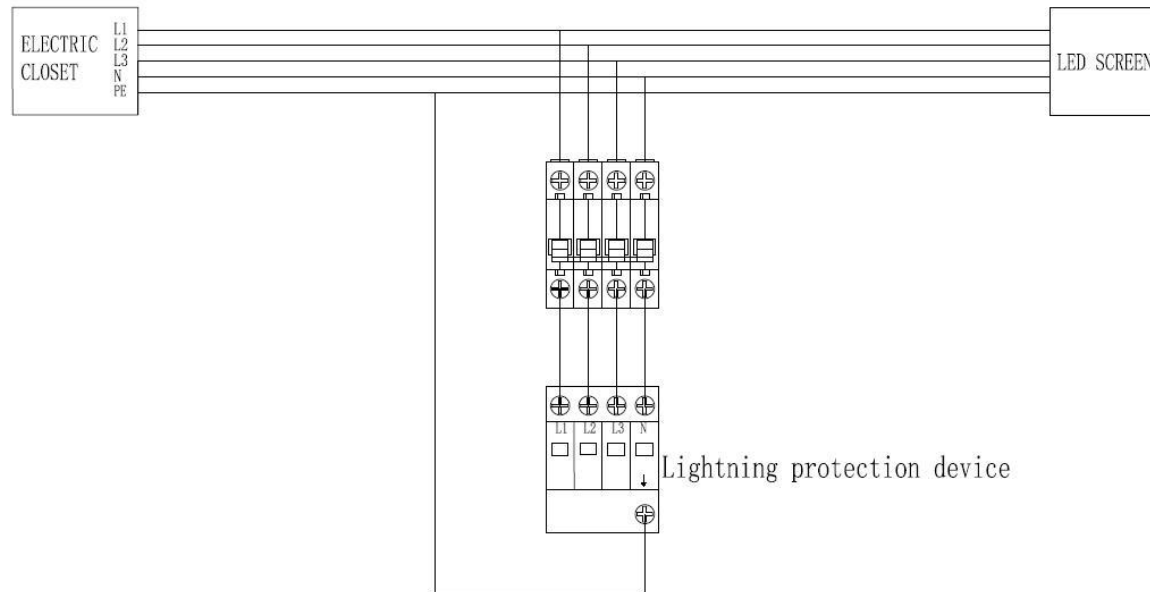 ELECTRIC
CLOSET
L1
L2
L3
N
PE
LED SCREEN
L1 L2 L3 N
Lightning protection device